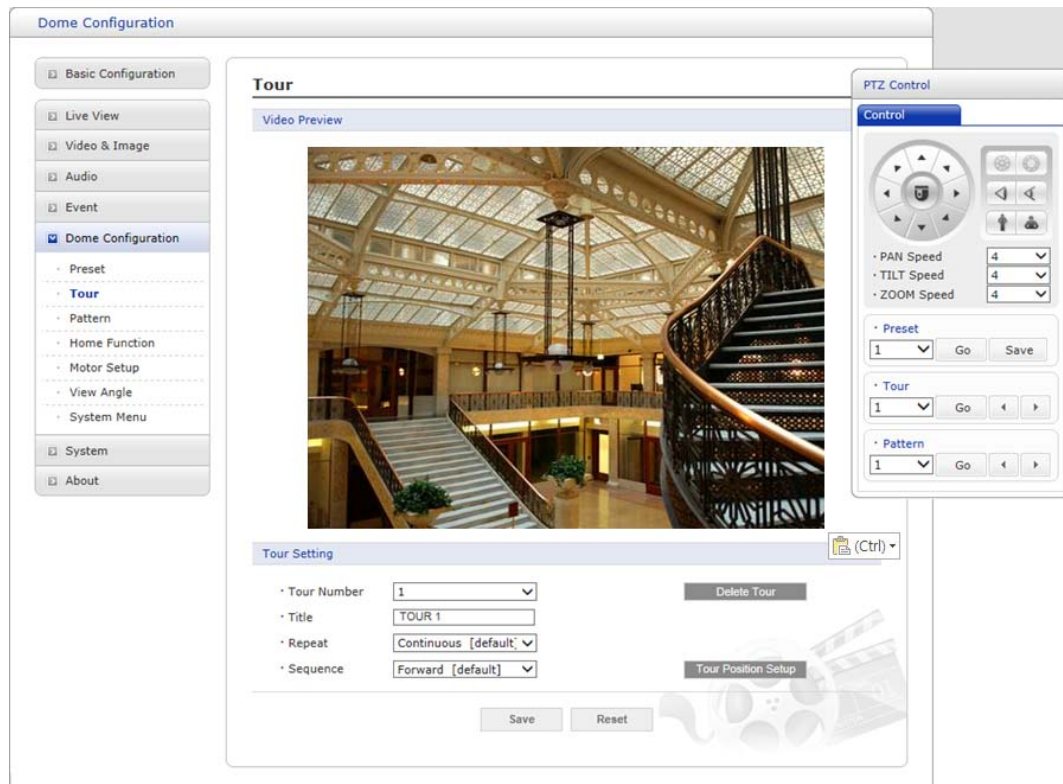 Dome Configuration
Basic Configuration
Live View
Video & Image
Audio
Event
Dome Configuration
Preset
Tour
Pattern
Home Function
Motor Setup
View Angle
System Menu
System
About
Tour
Video Preview
Tour Setting
Tour Number 1 Delete Tour
Title TOUR 1
Repeat Continuous [default]
Sequence Forward [default] Tour Position Setup
Save Reset
(Ctrl)
PTZ Control
Control
PAN Speed 4
TILT Speed 4
ZOOM Speed 4
Preset
1 Go Save
Tour
1 Go
Pattern
1 Go